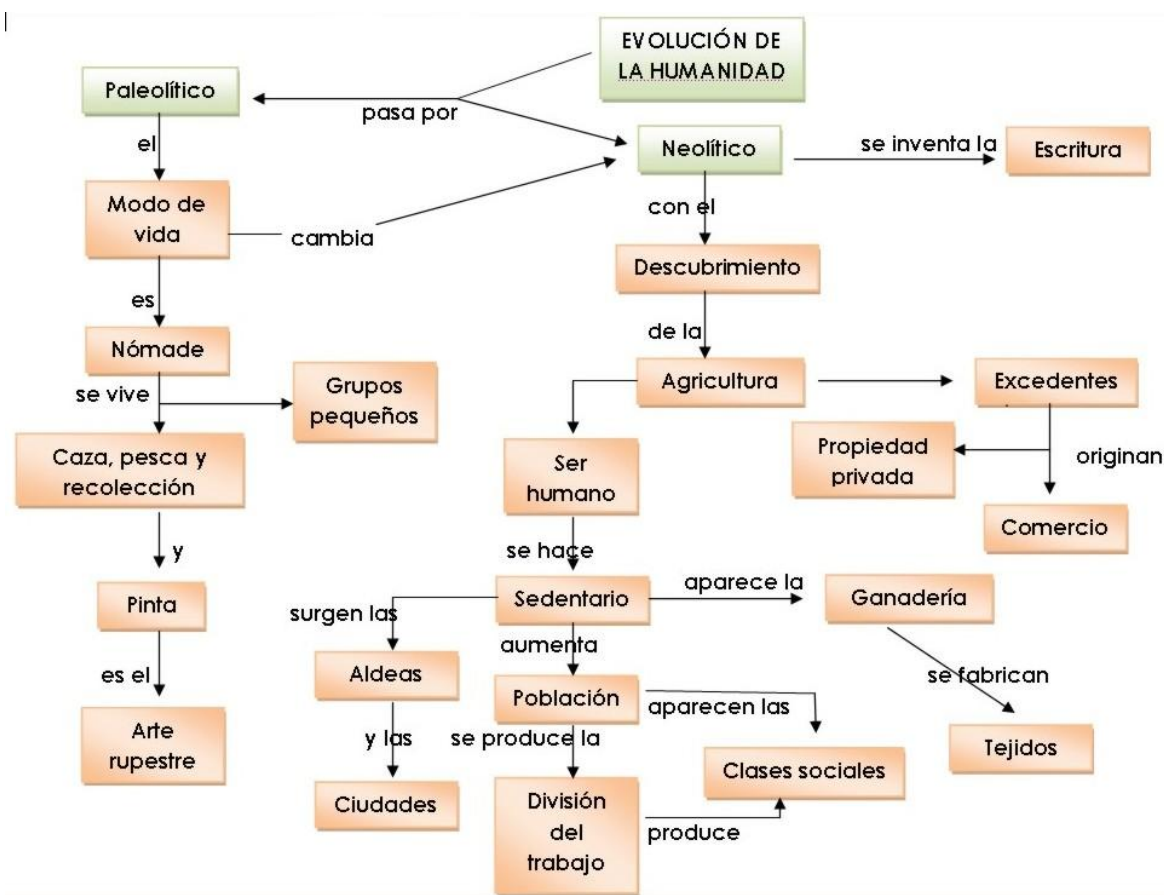 EVOLUCIÓN DE
LA HUMANIDAD
Paleolítico
pasa por
el
Neolítico
se inventa la
Escritura
Modo de
vida
cambia
con el
Descubrimiento
es
de la
Nómade
se vive
Grupos
pequeños
Agricultura
Excedentes
Caza, pesca y
recolección
Ser
humano
Propiedad
privada
originan
Comercio
y
se hace
Pinta
Sedentario
aparece la
Ganadería
surgen las
aumenta
es el
Aldeas
Población
aparecen las
se fabrican
Arte
rupestre
y las
se produce la
Tejidos
Clases sociales
Ciudades
División
del
trabajo
produce